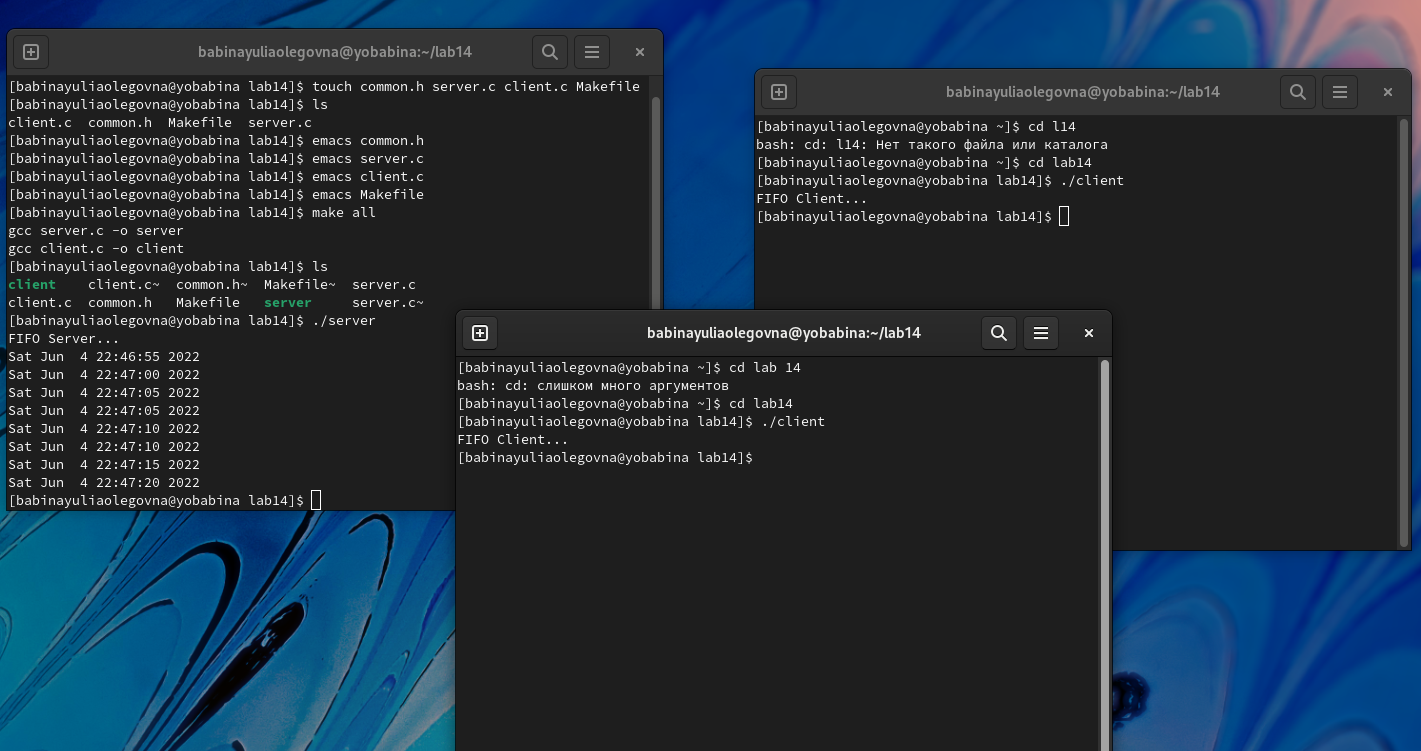 babinayuliaolegovna@yobabina:~/lab14
[babinayuliaolegovna@yobabina lab14]$ touch common.h server.c client.c Makefile
[babinayuliaolegovna@yobabina lab14]$ ls
client.c  common.h  Makefile  server.c
[babinayuliaolegovna@yobabina lab14]$ emacs common.h
[babinayuliaolegovna@yobabina lab14]$ emacs server.c
[babinayuliaolegovna@yobabina lab14]$ emacs client.c
[babinayuliaolegovna@yobabina lab14]$ emacs Makefile
[babinayuliaolegovna@yobabina lab14]$ make all
gcc server.c -o server
gcc client.c -o client
[babinayuliaolegovna@yobabina lab14]$ ls
client    client.c~  common.h~  Makefile~  server.c
client.c  common.h   Makefile   server     server.c~
[babinayuliaolegovna@yobabina lab14]$ ./server
FIFO Server...
Sat Jun  4 22:46:55 2022
Sat Jun  4 22:47:00 2022
Sat Jun  4 22:47:05 2022
Sat Jun  4 22:47:05 2022
Sat Jun  4 22:47:10 2022
Sat Jun  4 22:47:10 2022
Sat Jun  4 22:47:15 2022
Sat Jun  4 22:47:20 2022
[babinayuliaolegovna@yobabina lab14]$
babinayuliaolegovna@yobabina:~/lab14
[babinayuliaolegovna@yobabina ~]$ cd l14
bash: cd: l14: Нет такого файла или каталога
[babinayuliaolegovna@yobabina ~]$ cd lab14
[babinayuliaolegovna@yobabina lab14]$ ./client
FIFO Client...
[babinayuliaolegovna@yobabina lab14]$
babinayuliaolegovna@yobabina:~/lab14
[babinayuliaolegovna@yobabina ~]$ cd lab 14
bash: cd: слишком много аргументов
[babinayuliaolegovna@yobabina ~]$ cd lab14
[babinayuliaolegovna@yobabina lab14]$ ./client
FIFO Client...
[babinayuliaolegovna@yobabina lab14]$